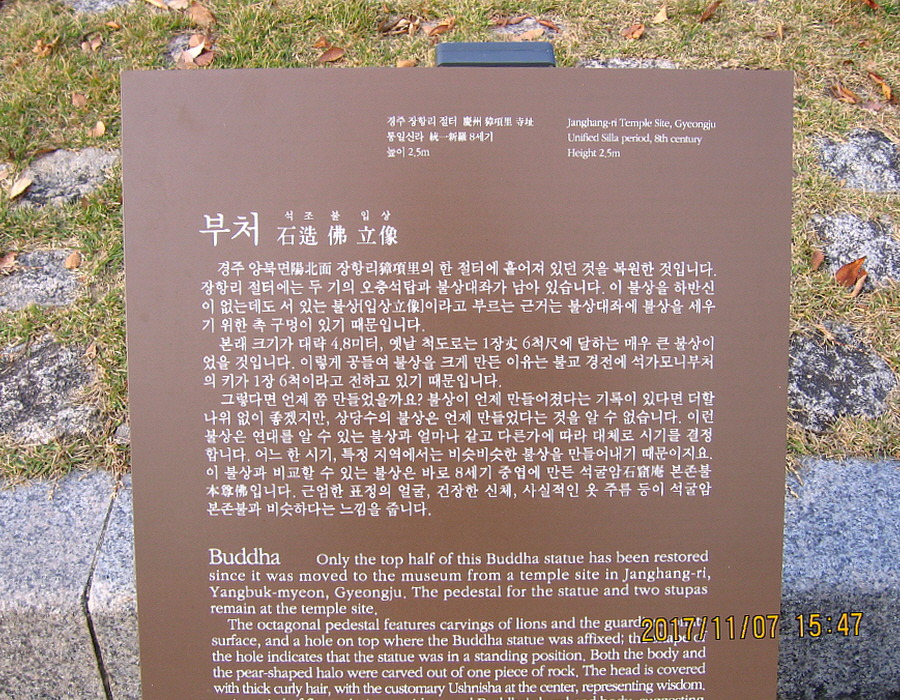 경주 장항리 절터 慶州 獐項里 寺址
통일신라 統一新羅 8세기
높이 2.5m
Janghang-ri Temple Site, Gyeongju
Unified Silla period, 8th century
Height 2.5m
석 조 불 입 상
부처 石造 佛 立像
경주 양북면陽北面 장항리獐項里의 한 절터에 흩어져 있던 것을 복원한 것입니다.
장항리 절터에는 두 기의 오층석탑과 불상대좌가 남아 있습니다. 이 불상을 하반신
이 없는데도 서 있는 불상[입상立像]이라고 부르는 근거는 불상대좌에 불상을 세우
기 위한 촉 구멍이 있기 때문입니다.
본래 크기가 대략 4.8미터, 옛날 척도로는 1장丈 6척尺에 달하는 매우 큰 불상이
었을 것입니다. 이렇게 공들여 불상을 크게 만든 이유는 불교 경전에 석가모니부처
의 키가 1장 6척이라고 전하고 있기 때문입니다.
그렇다면 언제 쯤 만들었을까요? 불상이 언제 만들어졌다는 기록이 있다면 더할
나위 없이 좋겠지만, 상당수의 불상은 언제 만들었다는 것을 알 수 없습니다. 이런
불상은 연대를 알 수 있는 불상과 얼마나 같고 다른가에 따라 대체로 시기를 결정
합니다. 어느 한 시기, 특정 지역에서는 비슷비슷한 불상을 만들어내기 때문이지요.
이 불상과 비교할 수 있는 불상은 바로 8세기 중엽에 만든 석굴암石窟庵 본존불
本尊佛입니다. 근엄한 표정의 얼굴, 건장한 신체, 사실적인 옷 주름 등이 석굴암
본존불과 비슷하다는 느낌을 줍니다.
Buddha Only the top half of this Buddha statue has been restored
since it was moved to the museum from a temple site in Janghang-ri,
Yangbuk-myeon, Gyeongju. The pedestal for the statue and two stupas
remain at the temple site.
The octagonal pedestal features carvings of lions and the
surface, and a hole on top where the Buddha statue was affixed;
the hole indicates that the statue was in a standing position. Both the body and
the pear-shaped halo were carved out of one piece of rock. The head is covered
with thick curly hair, with the customary Ushnisha at the center, representing wisdom
2017/11/07 15:47